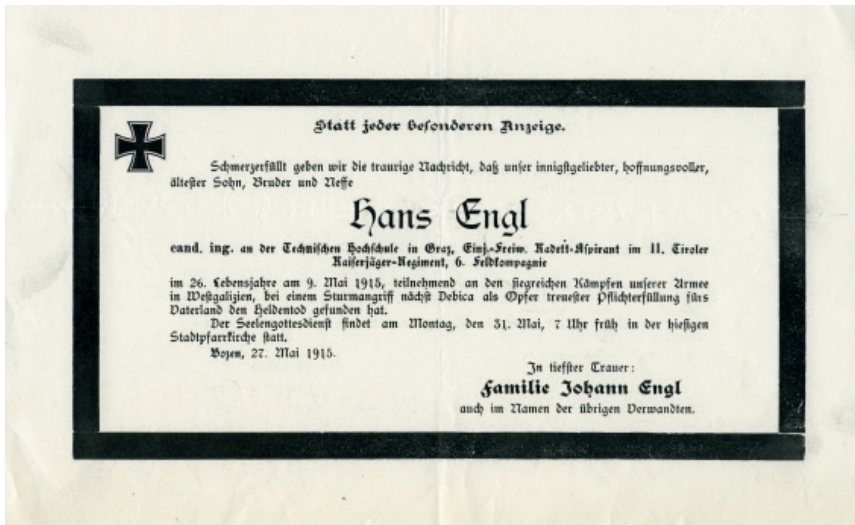 Statt jeder besonderen Anzeige.
Schmerzerfüllt geben wir die traurige Nachricht, daß unser innigstgeliebter, hoffnungsvoller,
ältester Sohn, Bruder und Neffe
Hans Engl
cand. ing. an der Technischen Hochschule in Graz, Einj.-Freiw. Kadett-Aspirant im II. Tiroler
Kaiserjäger-Regiment, 6. Feldkompagnie
im 26. Lebensjahre am 9. Mai 1915, teilnehmend an den siegreichen Kämpfen unserer Armee
in Westgalizien, bei einem Sturmangriff nächst Debica als Opfer treuester Pflichterfüllung fürs
Vaterland den Heldentod gefunden hat.
Der Seelengottesdienst findet am Montag, den 31. Mai, 7 Uhr früh in der hiesigen
Stadtpfarrkirche statt.
Bozen, 27. Mai 1915.
In tiefster Trauer:
Familie Johann Engl
auch im Namen der übrigen Verwandten.